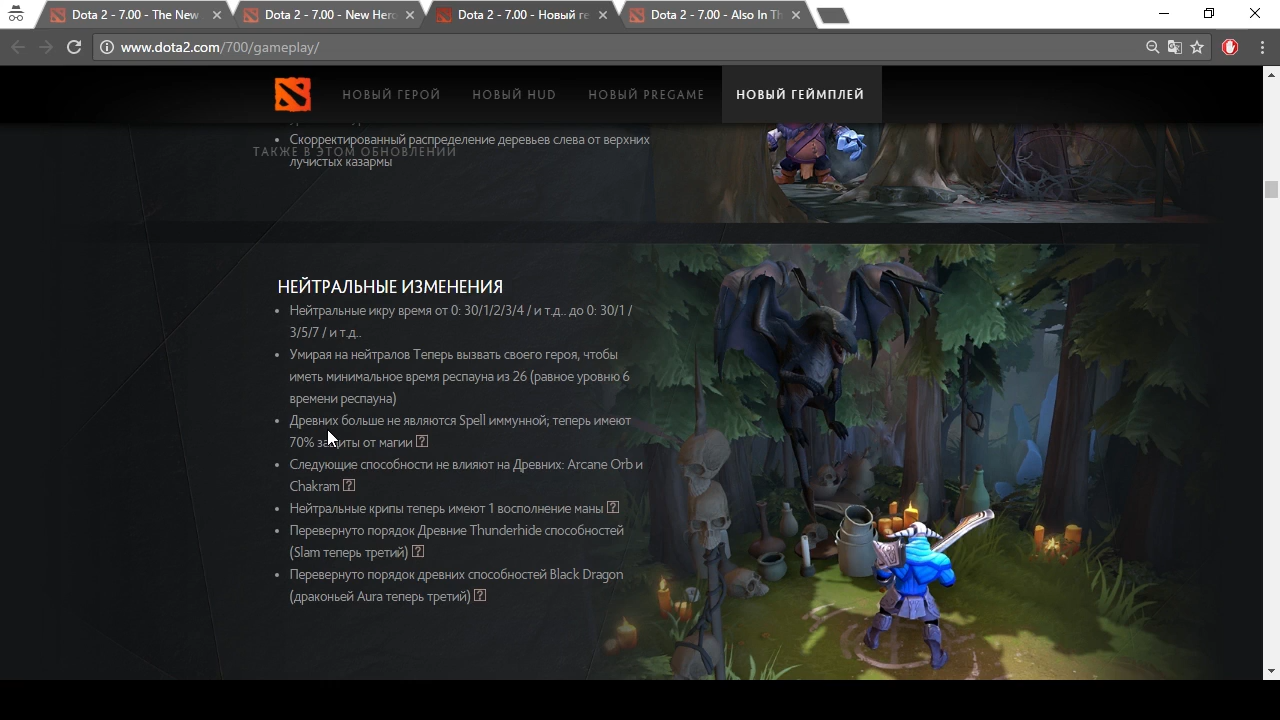 Dota 2 - 7.00 - The New
Dota 2 - 7.00 - New Hero
Dota 2 - 7.00 - Новый ге
Dota 2 - 7.00 - Also In Th
www.dota2.com/700/gameplay/
НОВЫЙ ГЕРОЙ
НОВЫЙ HUD
НОВЫЙ PREGAME
НОВЫЙ ГЕЙМПЛЕЙ
Скорректированный распределение деревьев слева от верхних
ТАКЖЕ В ЭТОМ ОБНОВЛЕНИЙ
лучистых казармы
НЕЙТРАЛЬНЫЕ ИЗМЕНЕНИЯ
Нейтральные икру время от 0: 30/1/2/3/4 / и т.д.. до 0: 30/1 /
3/5/7 / и т.д..
Умирая на нейтралов Теперь вызвать своего героя, чтобы
иметь минимальное время респауна из 26 (равное уровню 6
времени респауна)
Древних больше не являются Spell иммунной; теперь имеют
70% защиты от магии
Следующие способности не влияют на Древних: Arcane Orb и
Chakram
Нейтральные крипы теперь имеют 1 восполнение маны
Перевернуто порядок Древние Thunderhide способностей
(Slam теперь третий)
Перевернуто порядок древних способностей Black Dragon
(драконьей Aura теперь третий)